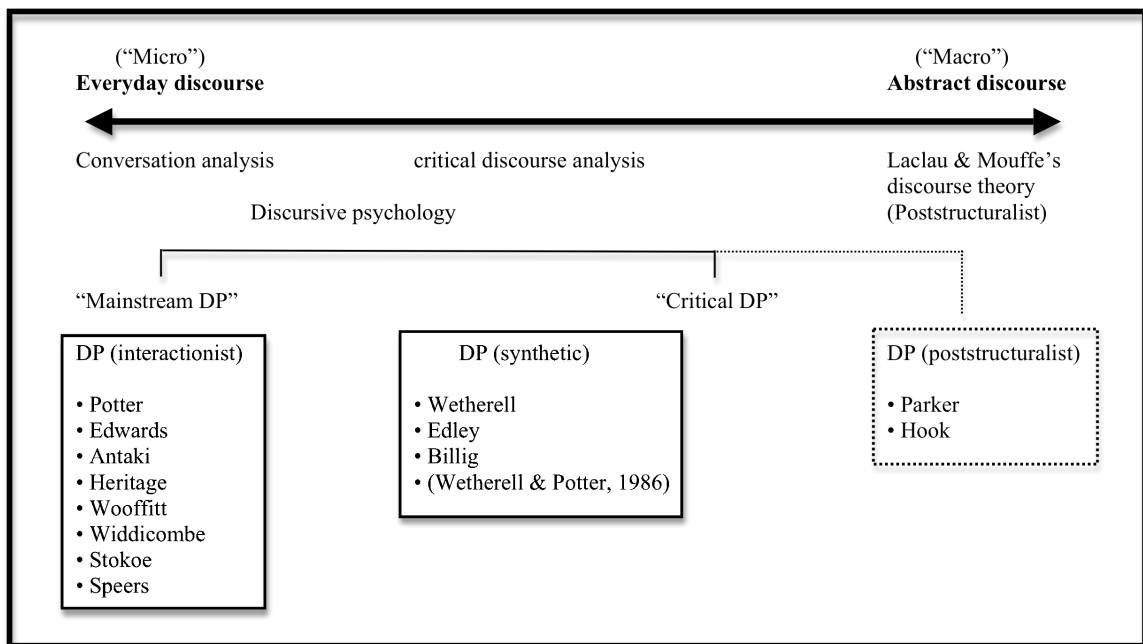 (“Micro”)
Everyday discourse
(“Macro”)
Abstract discourse
Conversation analysis
critical discourse analysis
Laclau & Mouffe’s
discourse theory
(Poststructuralist)
Discursive psychology
“Mainstream DP”
“Critical DP”
DP (interactionist)
• Potter
• Edwards
• Antaki
• Heritage
• Wooffitt
• Widdicombe
• Stokoe
• Speers
DP (synthetic)
• Wetherell
• Edley
• Billig
• (Wetherell & Potter, 1986)
DP (poststructuralist)
• Parker
• Hook